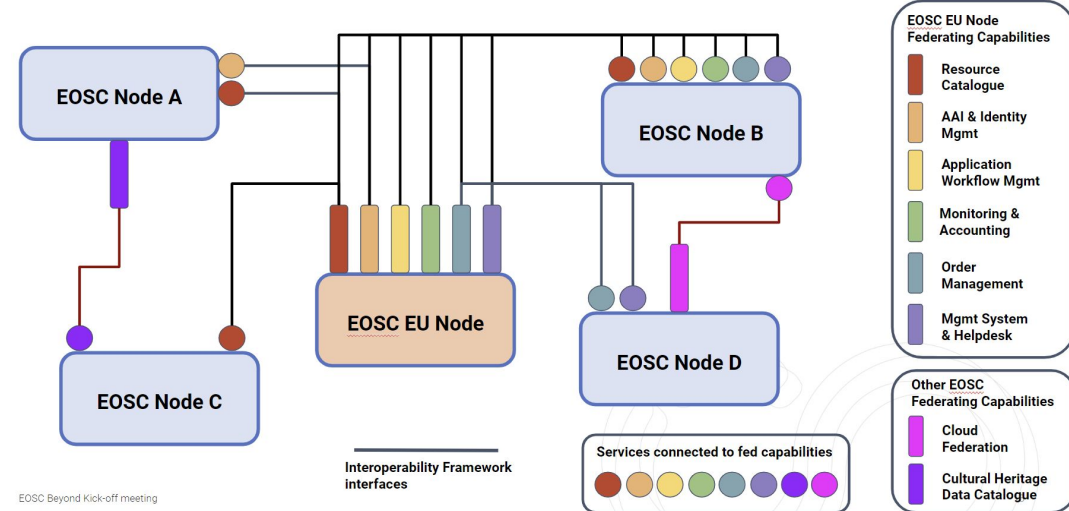 EOSC EU Node
Federating Capabilities
Resource
Catalogue
AAI & Identity
Mgmt
Application
Workflow Mgmt
Monitoring &
Accounting
Order
Management
Mgmt System
& Helpdesk
EOSC Node A
EOSC Node B
EOSC EU Node
EOSC Node C
EOSC Node D
Other EOSC
Federating Capabilities
Cloud
Federation
Cultural Heritage
Data Catalogue
Services connected to fed capabilities
Interoperability Framework
interfaces
EOSC Beyond Kick-off meeting